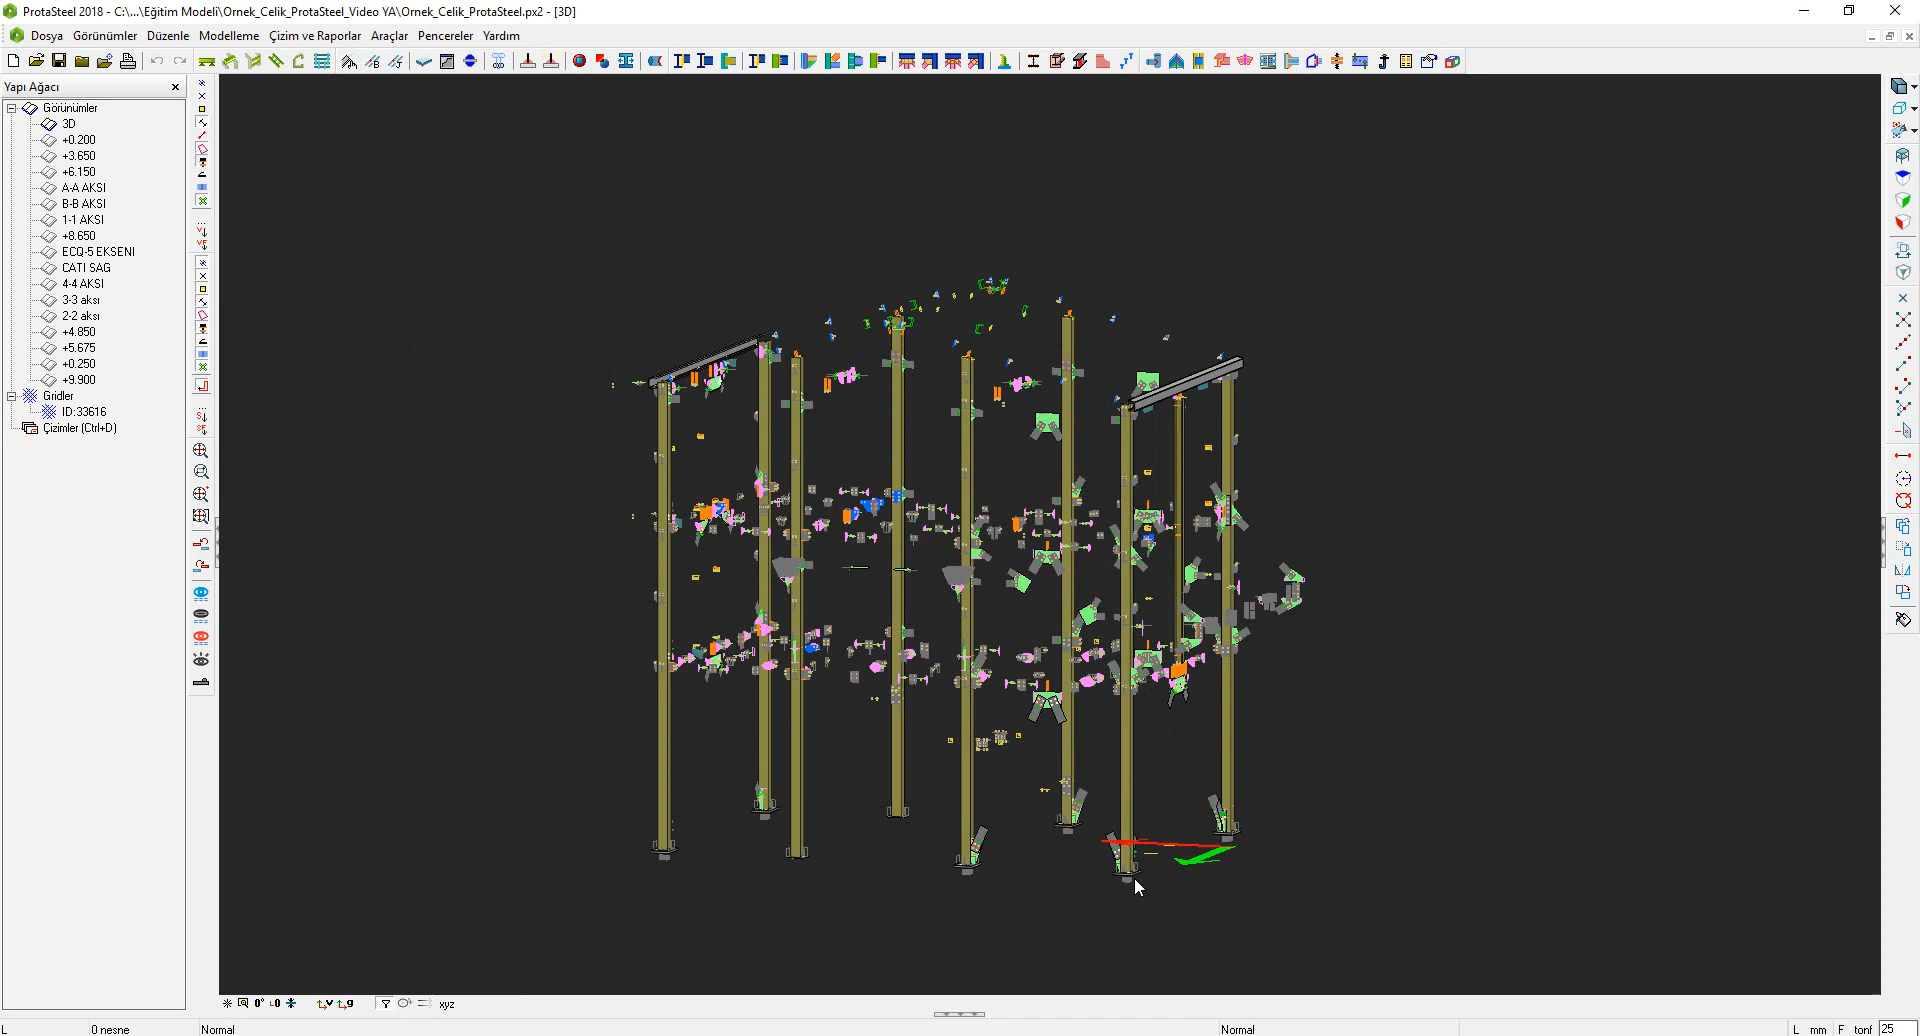 ProtaSteel 2018 - C:\...\Eğitim Modeli\Ornek_Celik_ProtaSteel_Video YA\Ornek_Celik_ProtaSteel.px2 - [3D]
Dosya Görünümler Düzenle Modelleme Çizim ve Raporlar Araçlar Pencereler Yardım
Yapı Ağacı
Görünümler
3D
+0.200
+3.650
+6.150
A-A AKSI
B-B AKSI
1-1 AKSI
+8.650
ECQ-5 EKSENI
CATI SAG
4-4 AKSI
3-3 aksı
2-2 aksı
+4.850
+5.675
+0.250
+9.900
Gridler
ID:33616
Çizimler (Ctrl+D)
xyz
L 0 nesne Normal Normal L mm F tonf 25